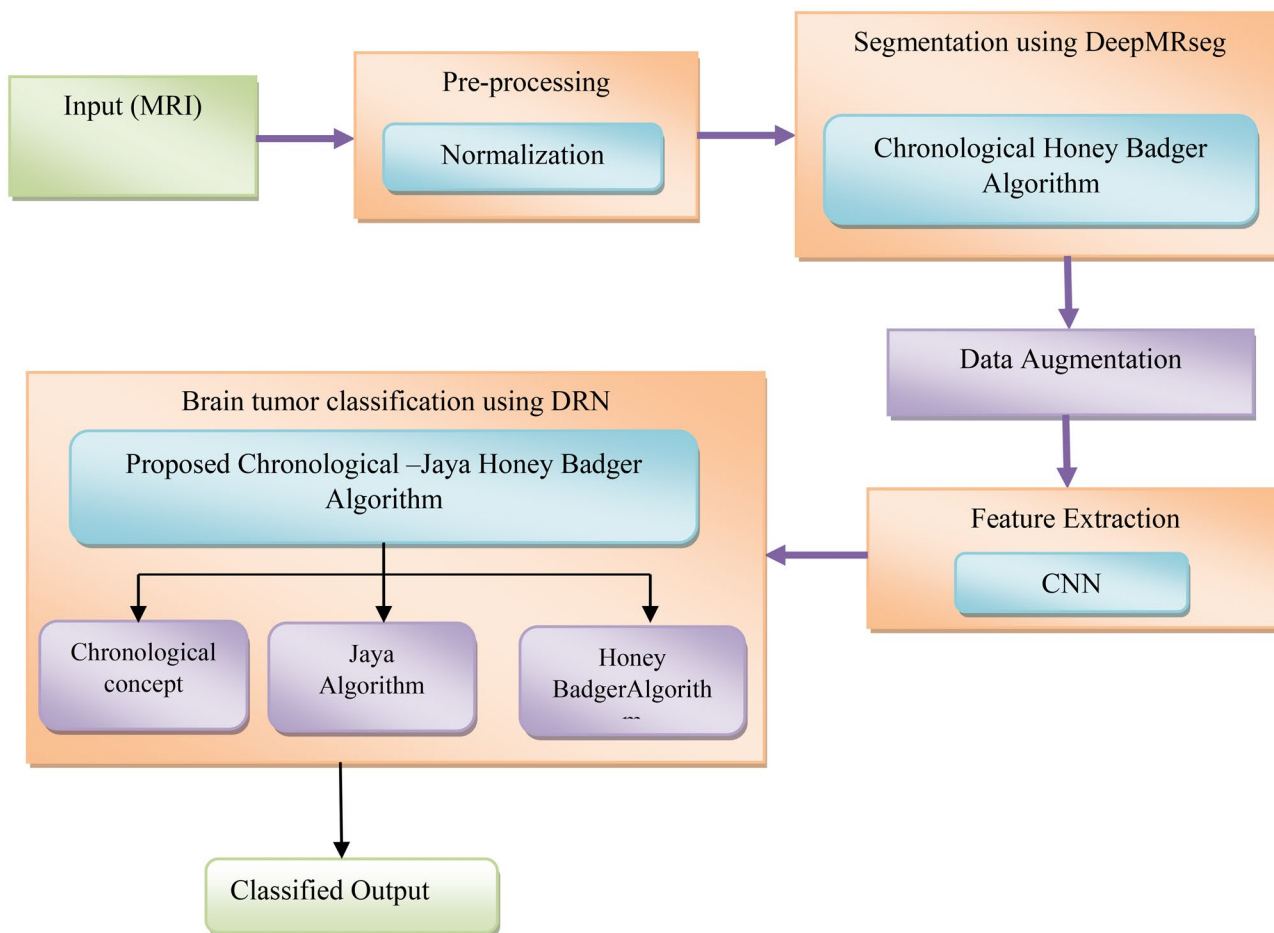 Input (MRI)
Pre-processing
Normalization
Segmentation using DeepMRseg
Chronological Honey Badger
Algorithm
Data Augmentation
Feature Extraction
CNN
Brain tumor classification using DRN
Proposed Chronological –Jaya Honey Badger
Algorithm
Chronological
concept
Jaya
Algorithm
Honey
BadgerAlgorith
m
Classified Output